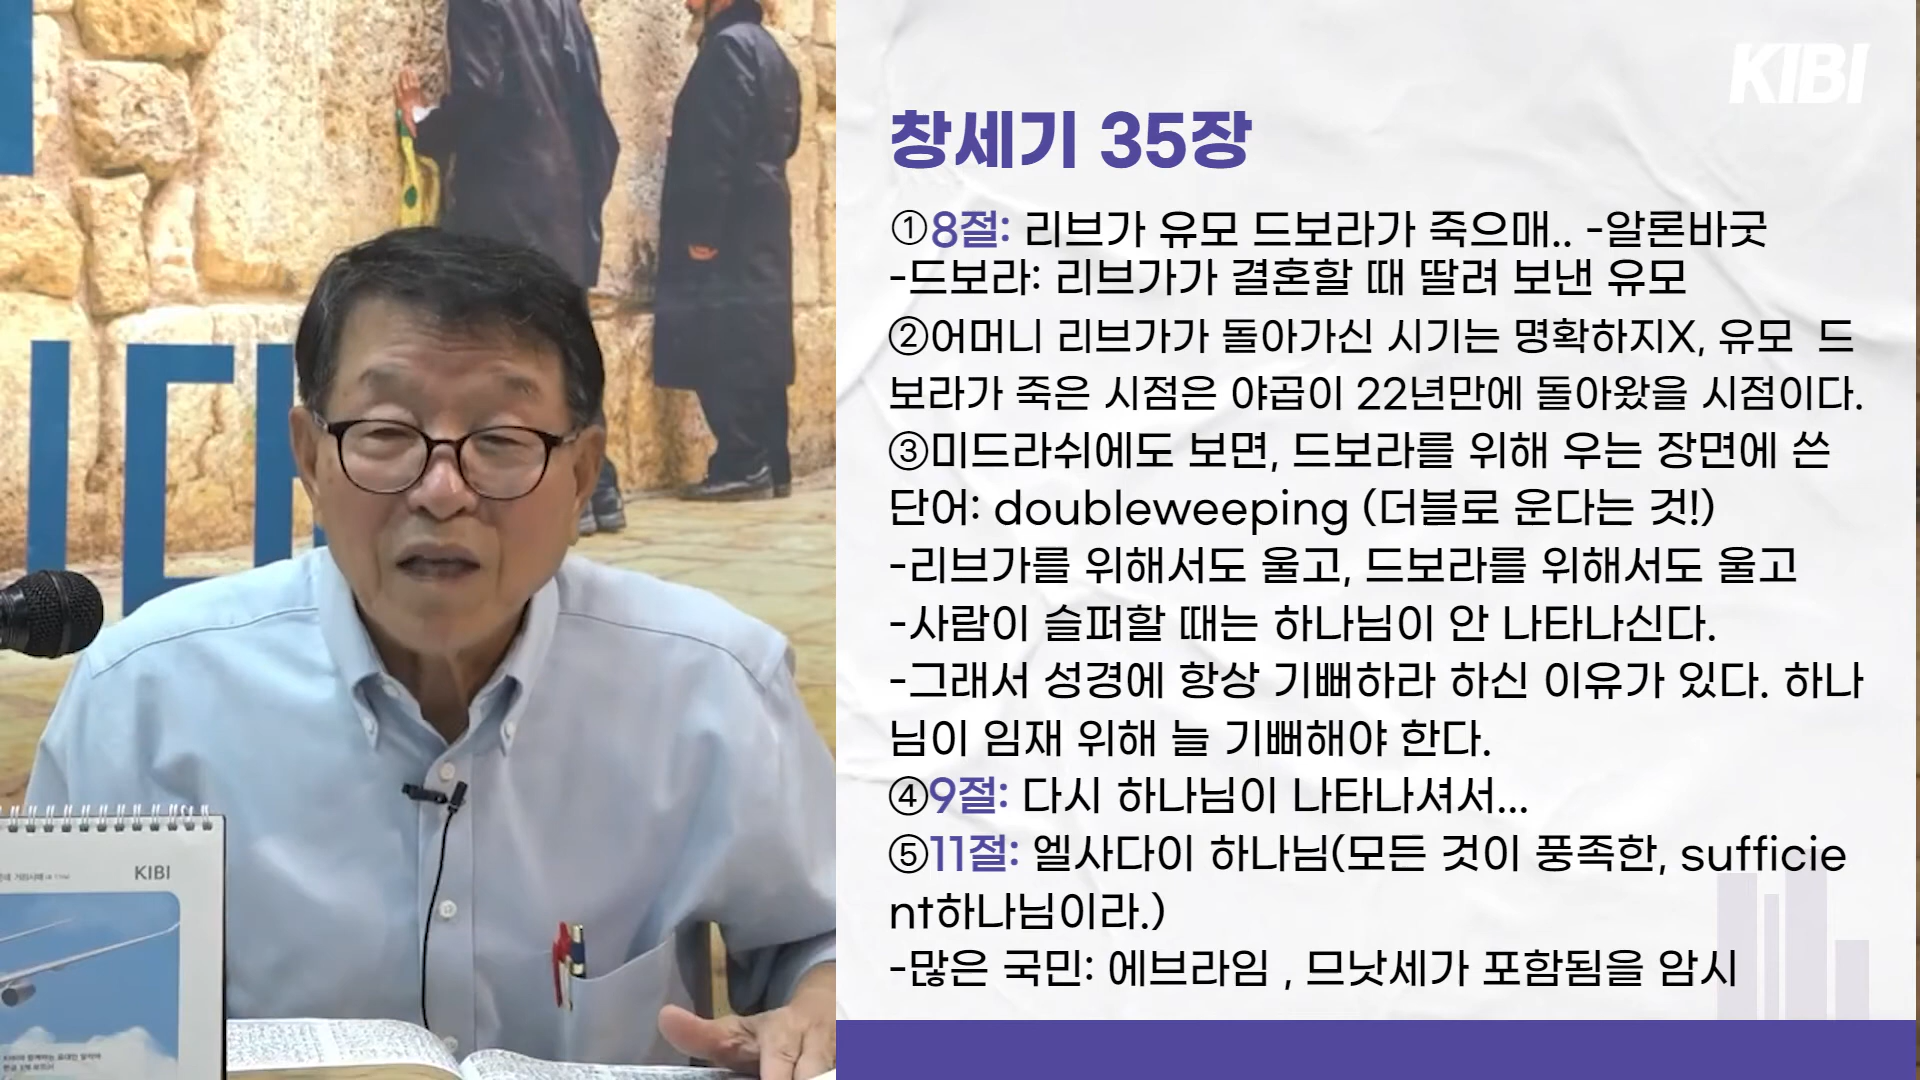 KIBI
창세기 35장
①8절: 리브가 유모 드보라가 죽으매.. -알론바굿
-드보라: 리브가가 결혼할 때 딸려 보낸 유모
②어머니 리브가가 돌아가신 시기는 명확하지X, 유모 드
보라가 죽은 시점은 야곱이 22년만에 돌아왔을 시점이다.
③미드라쉬에도 보면, 드보라를 위해 우는 장면에 쓴
단어: doubleweeping (더블로 운다는 것!)
-리브가를 위해서도 울고, 드보라를 위해서도 울고
-사람이 슬퍼할 때는 하나님이 안 나타나신다.
-그래서 성경에 항상 기뻐하라 하신 이유가 있다. 하나
님이 임재 위해 늘 기뻐해야 한다.
④9절: 다시 하나님이 나타나셔서...
⑤11절: 엘샤다이 하나님(모든 것이 풍족한, sufficie
nt하나님이라.)
-많은 국민: 에브라임 , 므낫세가 포함됨을 암시
KIBI